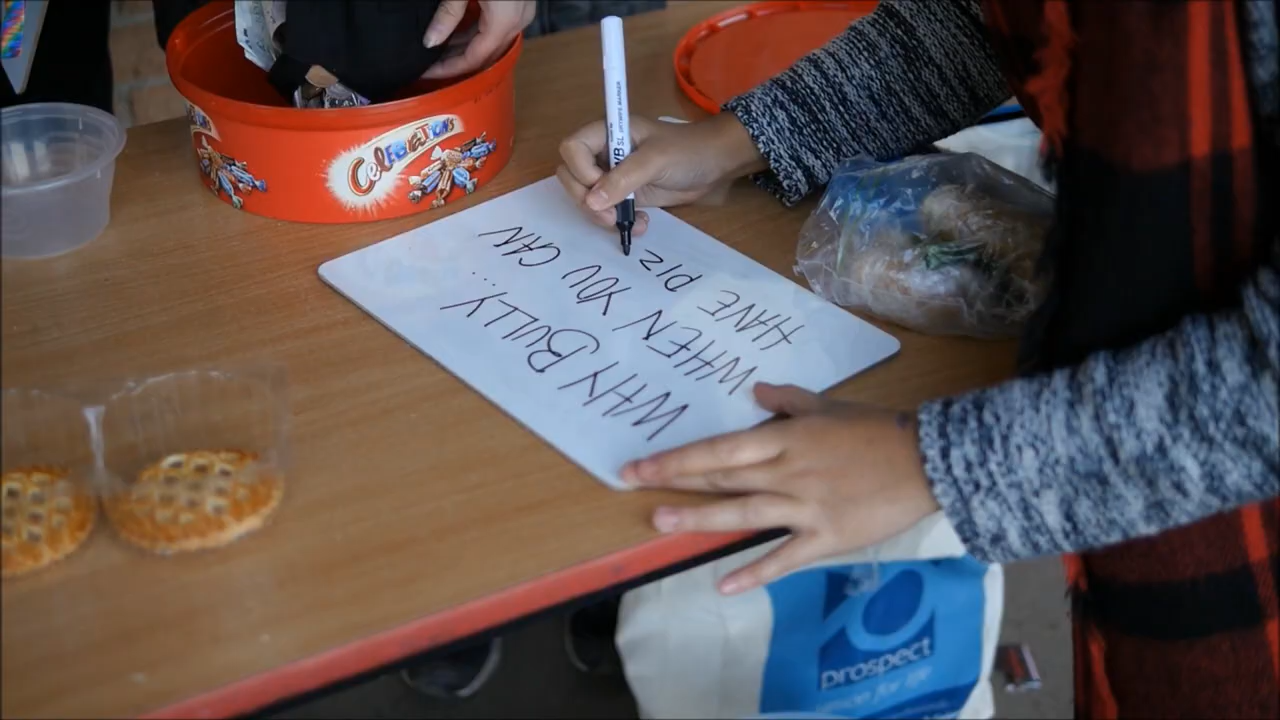 CELEBRATIONS
WHY BULLY...
WHEN YOU CAN
HAVE PIZ
prospect